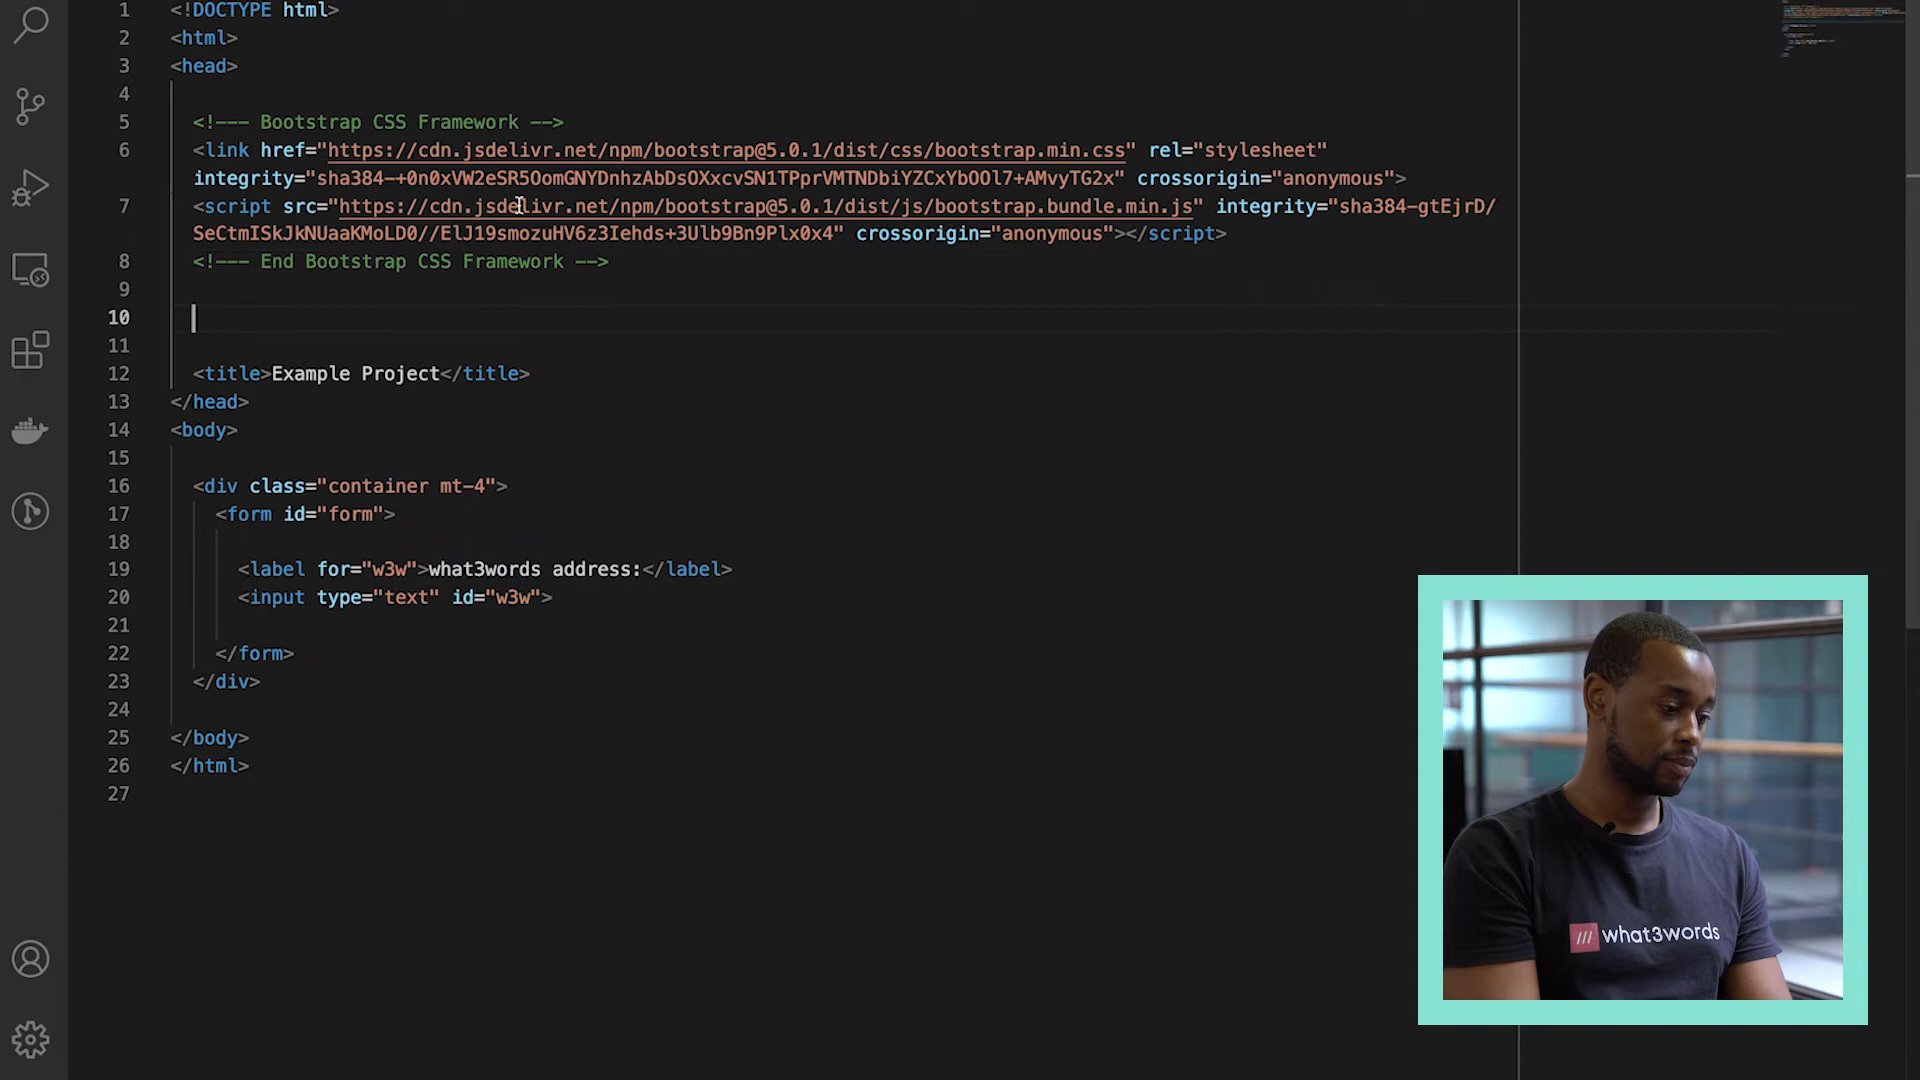 1 <!DOCTYPE html>
2 <html>
3 <head>
4
5 <!--- Bootstrap CSS Framework -->
6 <link href="https://cdn.jsdelivr.net/npm/bootstrap@5.0.1/dist/css/bootstrap.min.css" rel="stylesheet"
integrity="sha384-+0n0xVW2eSR5OomGNYDnhzAbDsOXxcvSN1TPprVMTNDbiYZCxYbOOl7+AMvyTG2x" crossorigin="anonymous">
7 <script src="https://cdn.jsdelivr.net/npm/bootstrap@5.0.1/dist/js/bootstrap.bundle.min.js" integrity="sha384-gtEjrD/
SeCtmISkJkNUaaKMoLD0//ElJ19smozuHV6z3Iehds+3Ulb9Bn9Plx0x4" crossorigin="anonymous"></script>
8 <!--- End Bootstrap CSS Framework -->
9
10
11
12 <title>Example Project</title>
13 </head>
14 <body>
15
16 <div class="container mt-4">
17 <form id="form">
18
19 <label for="w3w">what3words address:</label>
20 <input type="text" id="w3w">
21
22 </form>
23 </div>
24
25 </body>
26 </html>
27
what3words